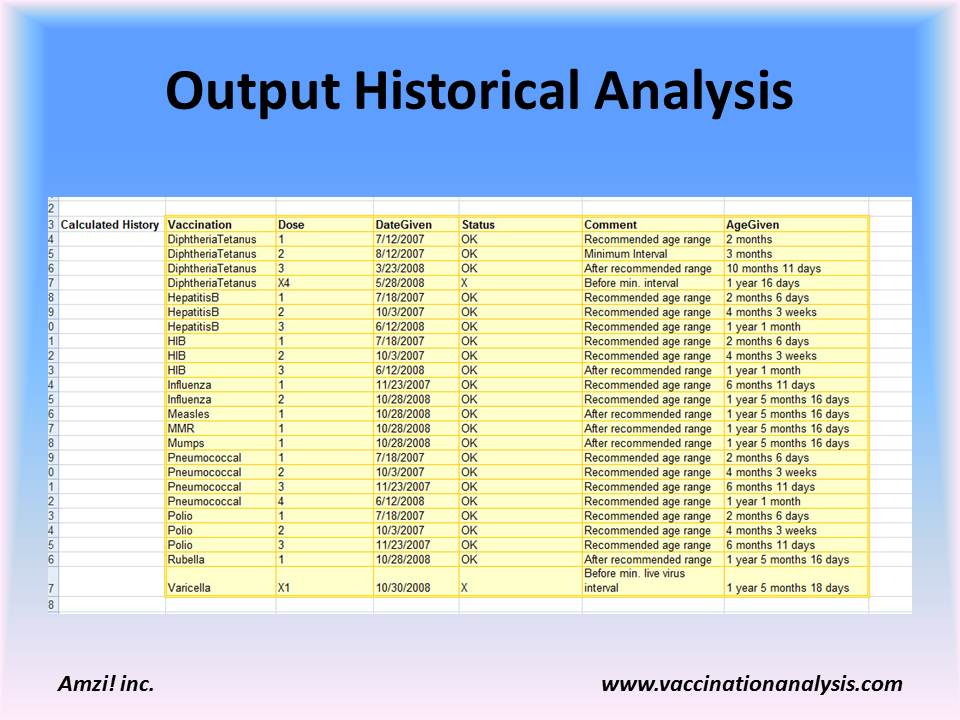 Output Historical Analysis
2
3 Calculated History Vaccination Dose DateGiven Status Comment AgeGiven
4 DiphtheriaTetanus 1 7/12/2007 OK Recommended age range 2 months
5 DiphtheriaTetanus 2 8/12/2007 OK Minimum Interval 3 months
6 DiphtheriaTetanus 3 3/23/2008 OK After recommended range 10 months 11 days
7 DiphtheriaTetanus X4 5/28/2008 X Before min. interval 1 year 16 days
8 HepatitisB 1 7/18/2007 OK Recommended age range 2 months 6 days
9 HepatitisB 2 10/3/2007 OK Recommended age range 4 months 3 weeks
0 HepatitisB 3 6/12/2008 OK Recommended age range 1 year 1 month
1 HIB 1 7/18/2007 OK Recommended age range 2 months 6 days
2 HIB 2 10/3/2007 OK Recommended age range 4 months 3 weeks
3 HIB 3 6/12/2008 OK After recommended range 1 year 1 month
4 Influenza 1 11/23/2007 OK Recommended age range 6 months 11 days
5 Influenza 2 10/28/2008 OK Recommended age range 1 year 5 months 16 days
6 Measles 1 10/28/2008 OK After recommended range 1 year 5 months 16 days
7 MMR 1 10/28/2008 OK After recommended range 1 year 5 months 16 days
8 Mumps 1 10/28/2008 OK After recommended range 1 year 5 months 16 days
9 Pneumococcal 1 7/18/2007 OK Recommended age range 2 months 6 days
0 Pneumococcal 2 10/3/2007 OK Recommended age range 4 months 3 weeks
1 Pneumococcal 3 11/23/2007 OK Recommended age range 6 months 11 days
2 Pneumococcal 4 6/12/2008 OK Recommended age range 1 year 1 month
3 Polio 1 7/18/2007 OK Recommended age range 2 months 6 days
4 Polio 2 10/3/2007 OK Recommended age range 4 months 3 weeks
5 Polio 3 11/23/2007 OK Recommended age range 6 months 11 days
6 Rubella 1 10/28/2008 OK After recommended range 1 year 5 months 16 days
Before min. live virus
7 Varicella X1 10/30/2008 X interval 1 year 5 months 18 days
8
Amzi! inc. www.vaccinationanalysis.com